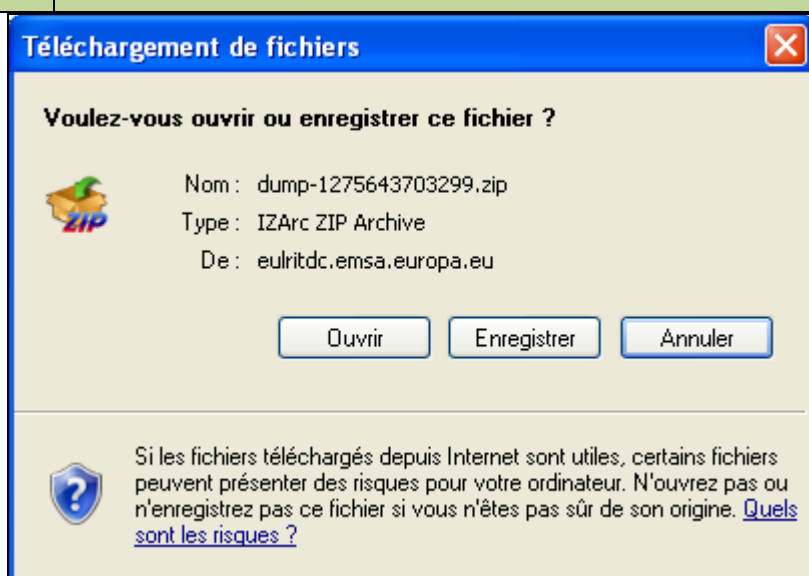 Téléchargement de fichiers
Voulez-vous ouvrir ou enregistrer ce fichier ?
ZIP
Nom : dump-1275643703299.zip
Type : IZArc ZIP Archive
De : eulritdc.emsa.europa.eu
Ouvrir Enregistrer Annuler
Si les fichiers téléchargés depuis Internet sont utiles, certains fichiers
peuvent présenter des risques pour votre ordinateur. N'ouvrez pas ou
n'enregistrez pas ce fichier si vous n'êtes pas sûr de son origine. Quels
sont les risques ?